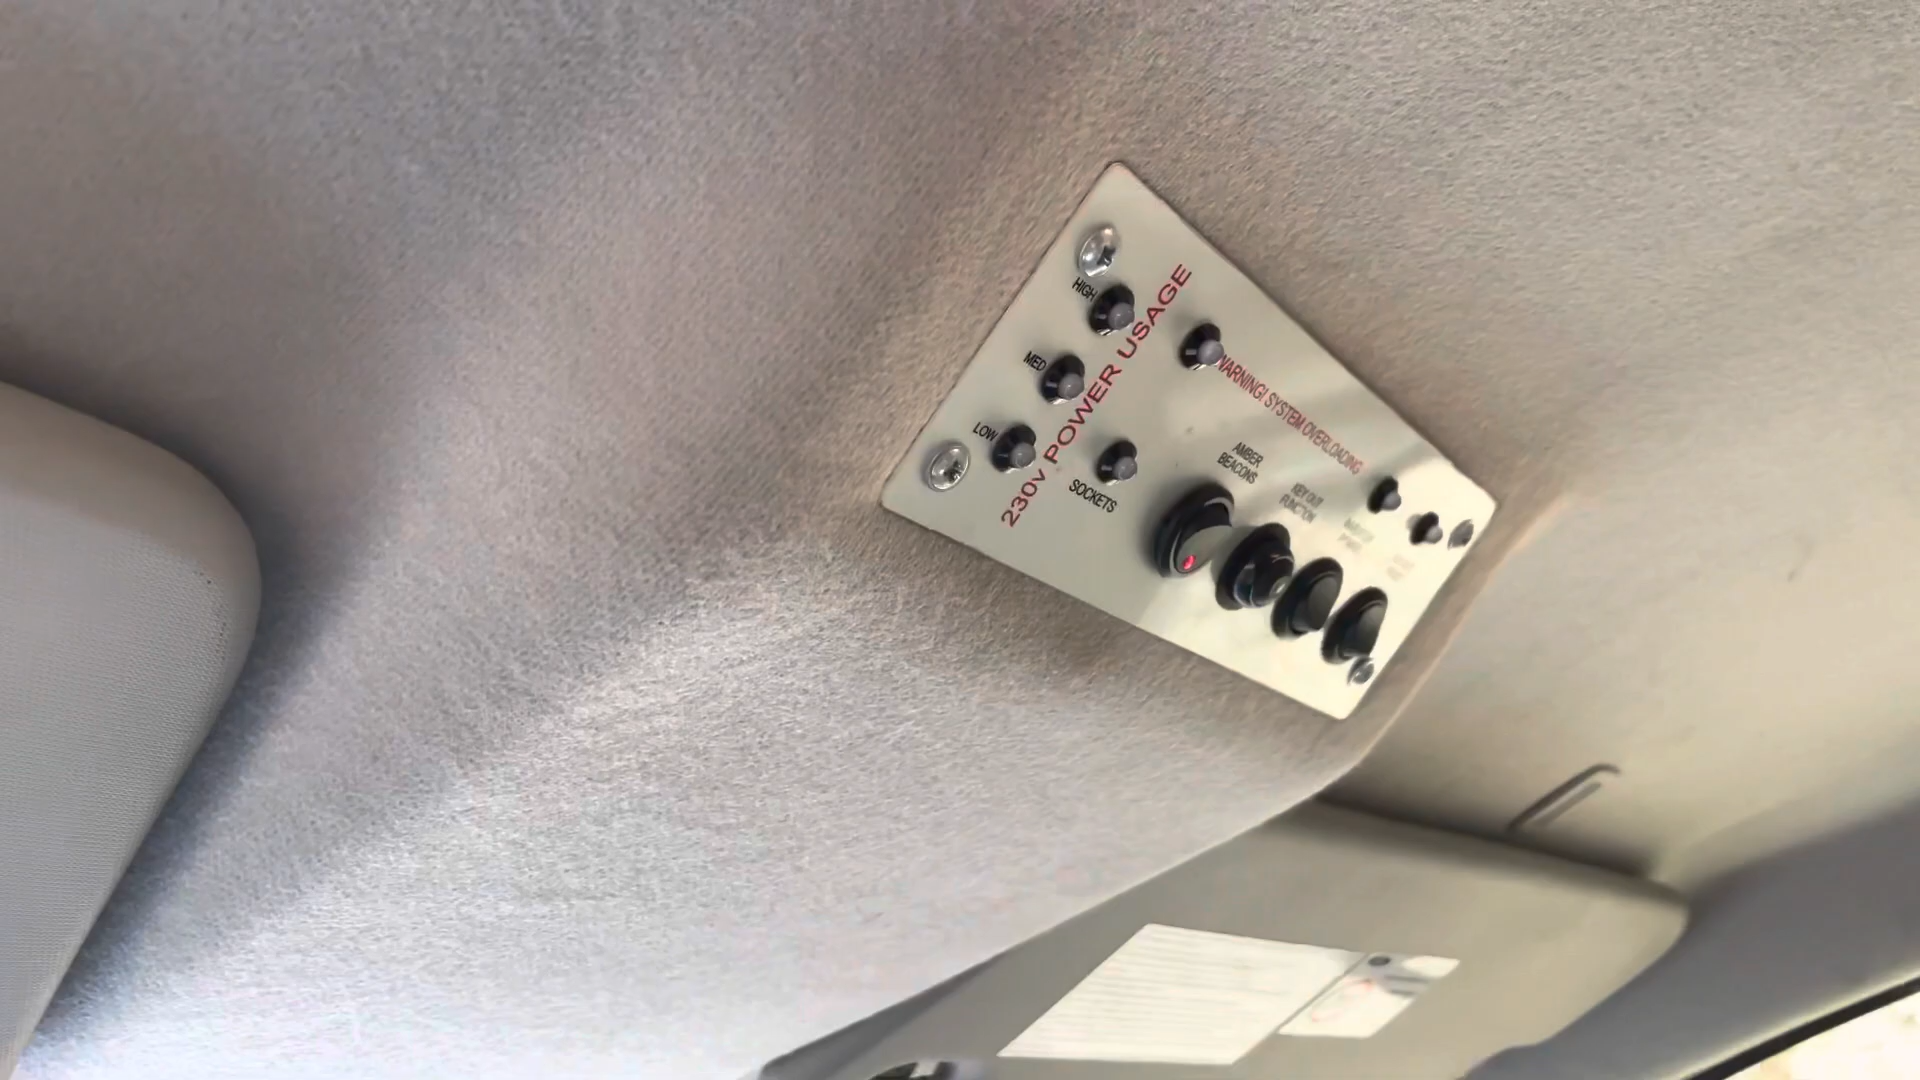 HIGH
MED
LOW
230v POWER USAGE
SOCKETS
WARNING! SYSTEM OVERLOADING
AMBER
BEACONS
KEY OUT
FUNCTION